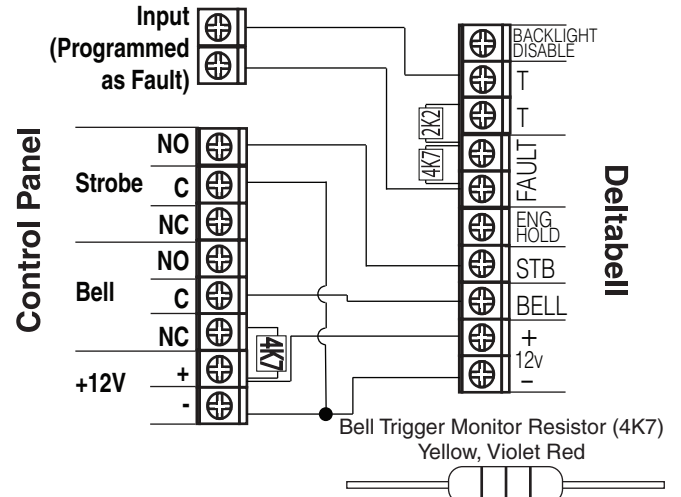 Input
(Programmed
as Fault)
Control Panel
NO
Strobe
C
NC
NO
Bell
C
NC
+12V
+
-
4K7
BACKLIGHT
DISABLE
T
T
FAULT
ENG
HOLD
STB
BELL
+
12v
–
2K2
4K7
Deltabell
Bell Trigger Monitor Resistor (4K7)
Yellow, Violet Red